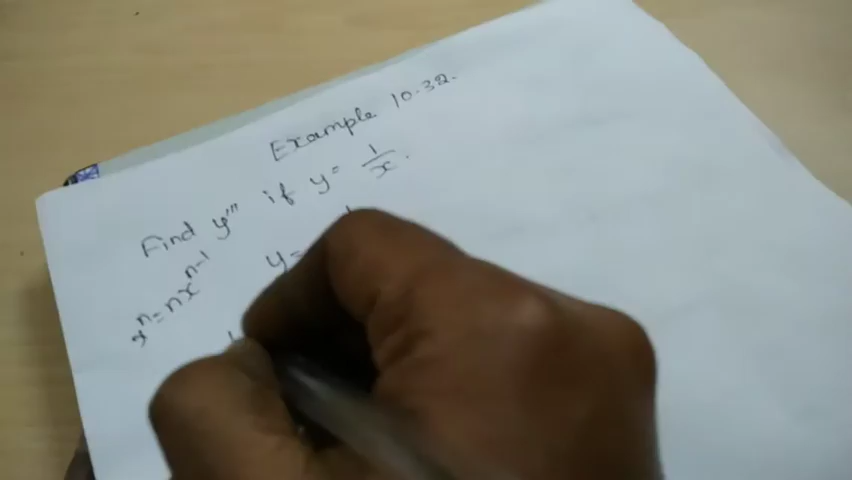 Example 10.32.
Find y''' if y = 1/x.
y =
x^n = nx^{n-1}